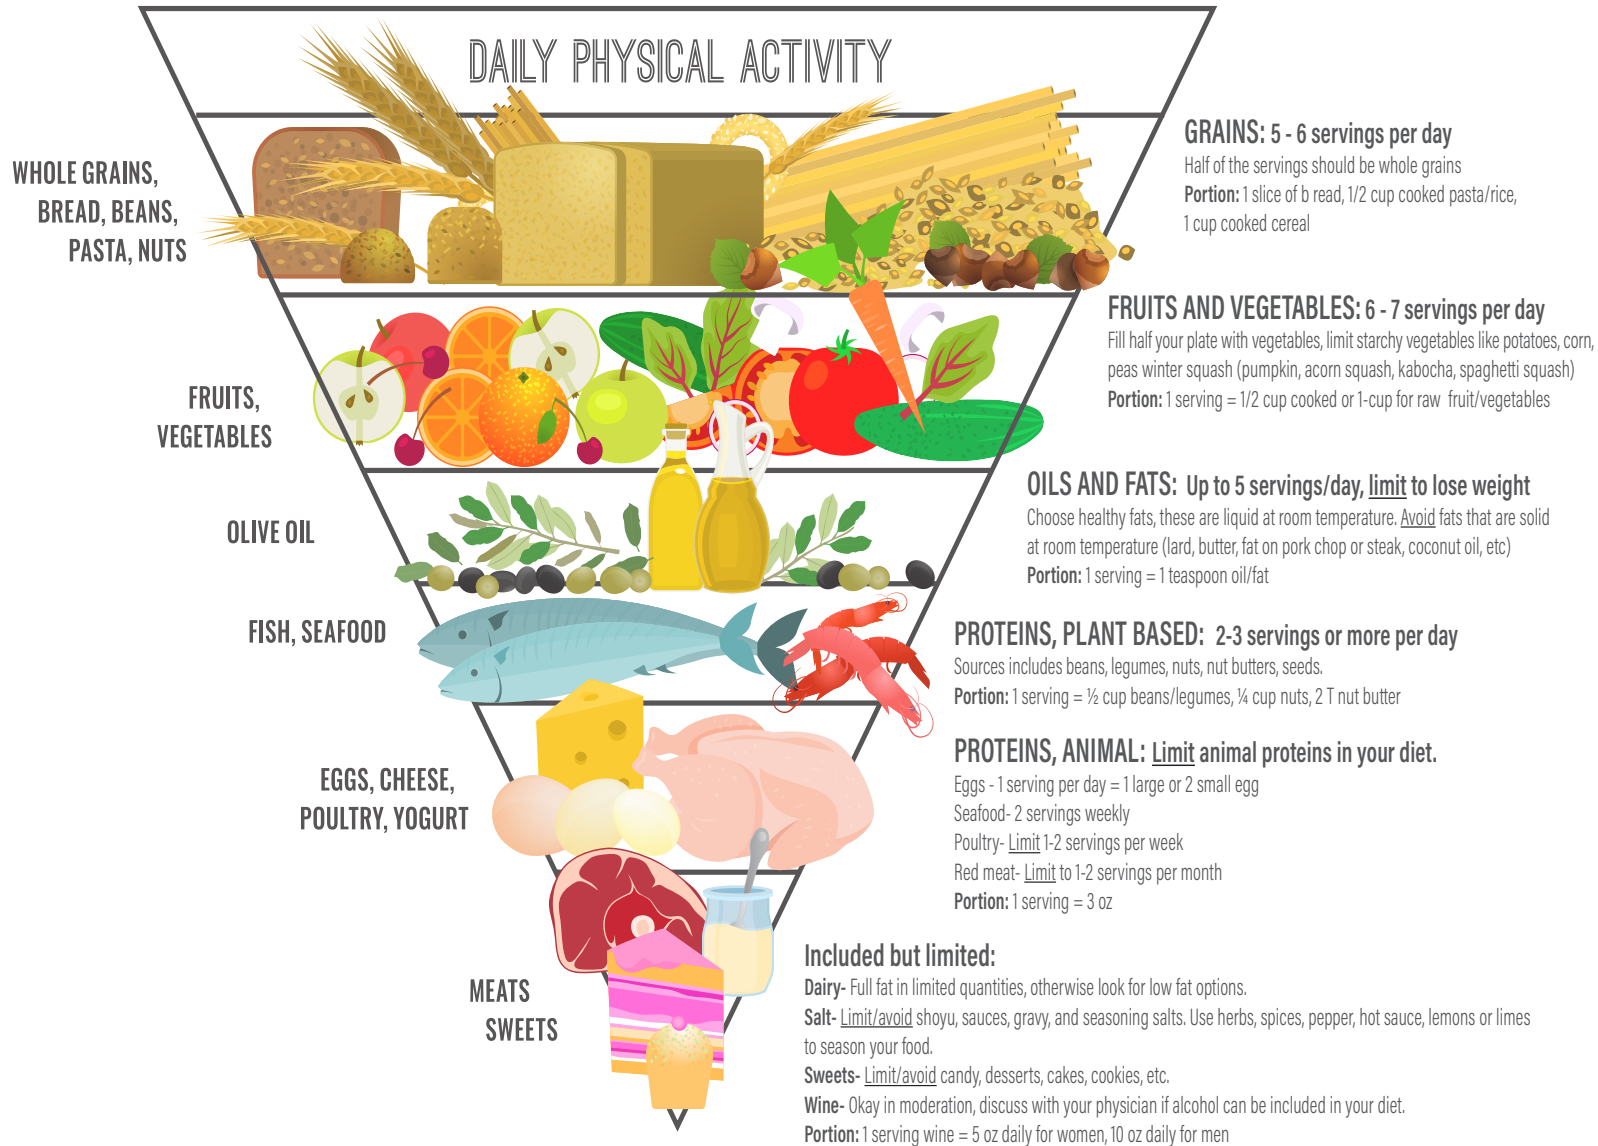 DAILY PHYSICAL ACTIVITY
WHOLE GRAINS,
BREAD, BEANS,
PASTA, NUTS
GRAINS: 5 - 6 servings per day
Half of the servings should be whole grains
Portion: 1 slice of b read, 1/2 cup cooked pasta/rice,
1 cup cooked cereal
FRUITS,
VEGETABLES
FRUITS AND VEGETABLES: 6 - 7 servings per day
Fill half your plate with vegetables, limit starchy vegetables like potatoes, corn,
peas winter squash (pumpkin, acorn squash, kabocha, spaghetti squash)
Portion: 1 serving = 1/2 cup cooked or 1-cup for raw fruit/vegetables
OLIVE OIL
OILS AND FATS: Up to 5 servings/day, limit to lose weight
Choose healthy fats, these are liquid at room temperature. Avoid fats that are solid
at room temperature (lard, butter, fat on pork chop or steak, coconut oil, etc)
Portion: 1 serving = 1 teaspoon oil/fat
FISH, SEAFOOD
PROTEINS, PLANT BASED: 2-3 servings or more per day
Sources includes beans, legumes, nuts, nut butters, seeds.
Portion: 1 serving = ½ cup beans/legumes, ¼ cup nuts, 2 T nut butter
EGGS, CHEESE,
POULTRY, YOGURT
PROTEINS, ANIMAL: Limit animal proteins in your diet.
Eggs - 1 serving per day = 1 large or 2 small egg
Seafood- 2 servings weekly
Poultry- Limit 1-2 servings per week
Red meat- Limit to 1-2 servings per month
Portion: 1 serving = 3 oz
MEATS
SWEETS
Included but limited:
Dairy- Full fat in limited quantities, otherwise look for low fat options.
Salt- Limit/avoid shoyu, sauces, gravy, and seasoning salts. Use herbs, spices, pepper, hot sauce, lemons or limes
to season your food.
Sweets- Limit/avoid candy, desserts, cakes, cookies, etc.
Wine- Okay in moderation, discuss with your physician if alcohol can be included in your diet.
Portion: 1 serving wine = 5 oz daily for women, 10 oz daily for men